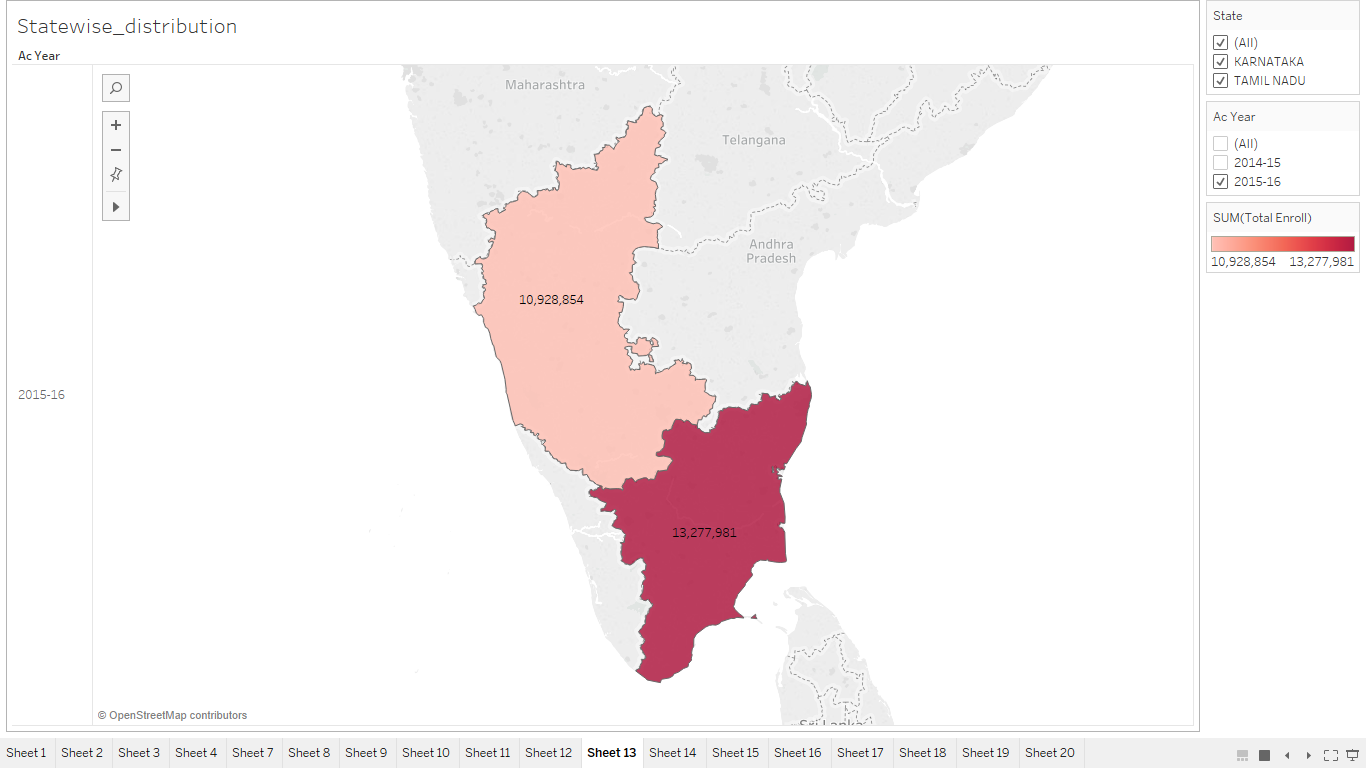 Statewise_distribution
Ac Year
2015-16
Maharashtra
Telangana
Andhra
Pradesh
10,928,854
13,277,981
Sri Lanka
© OpenStreetMap contributors
State
(All)
KARNATAKA
TAMIL NADU
Ac Year
(All)
2014-15
2015-16
SUM(Total Enroll)
10,928,854 13,277,981
Sheet 1 Sheet 2 Sheet 3 Sheet 4 Sheet 7 Sheet 8 Sheet 9 Sheet 10 Sheet 11 Sheet 12 Sheet 13 Sheet 14 Sheet 15 Sheet 16 Sheet 17 Sheet 18 Sheet 19 Sheet 20